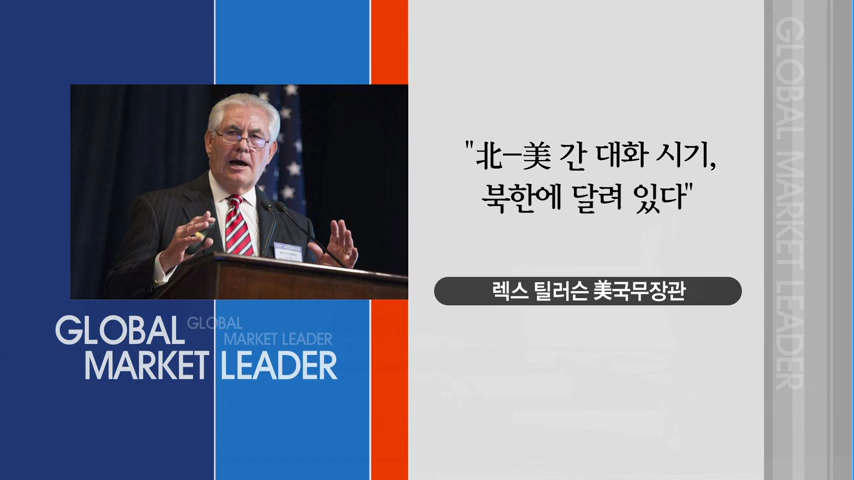 "北-美 간 대화 시기,
북한에 달려 있다"
렉스 틸러슨 美국무장관
GLOBAL
MARKET LEADER
GLOBAL
MARKET LEADER
GLOBAL MARKET LEADER